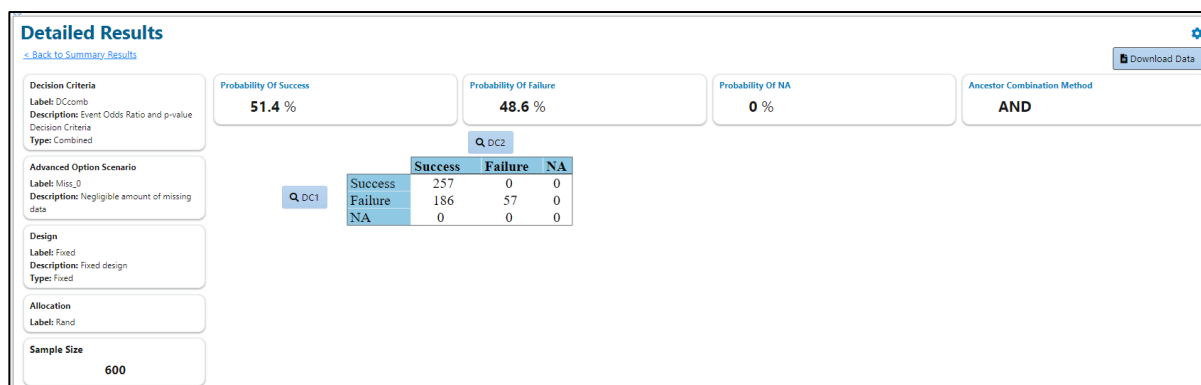 Detailed Results
< Back to Summary Results
Download Data
Decision Criteria
Label: DCcomb
Description: Event Odds Ratio and p-value
Decision Criteria
Type: Combined
Probability Of Success
51.4 %
Probability Of Failure
48.6 %
Probability Of NA
0 %
Ancestor Combination Method
AND
Advanced Option Scenario
Label: Miss_0
Description: Negligible amount of missing
data
DC2
Success Failure NA
DC1
Success 257 0 0
Failure 186 57 0
NA 0 0 0
Design
Label: Fixed
Description: Fixed design
Type: Fixed
Allocation
Label: Rand
Sample Size
600